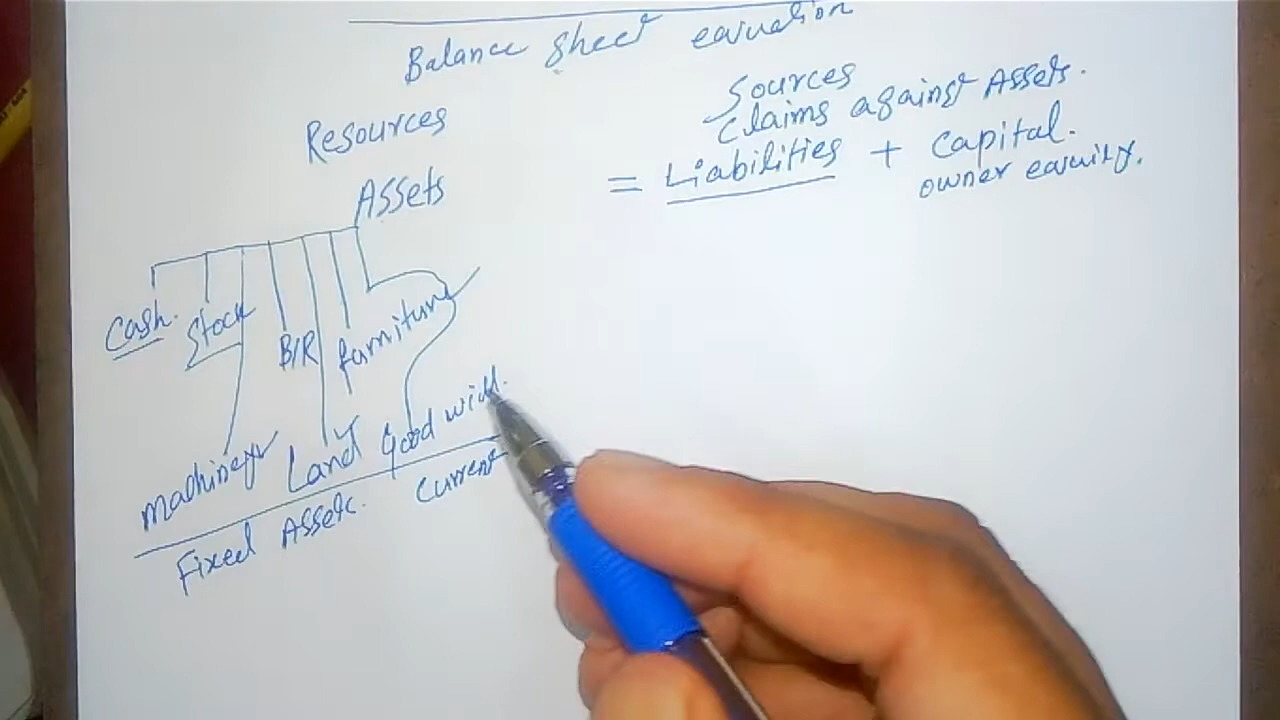 Balance sheet equation
Resources
Sources
Claims against Assets.
Assets = Liabilities + Capital.
owner equity.
Cash. Stock B/R furniture
machinery Land Good will.
Fixed Assets. Current